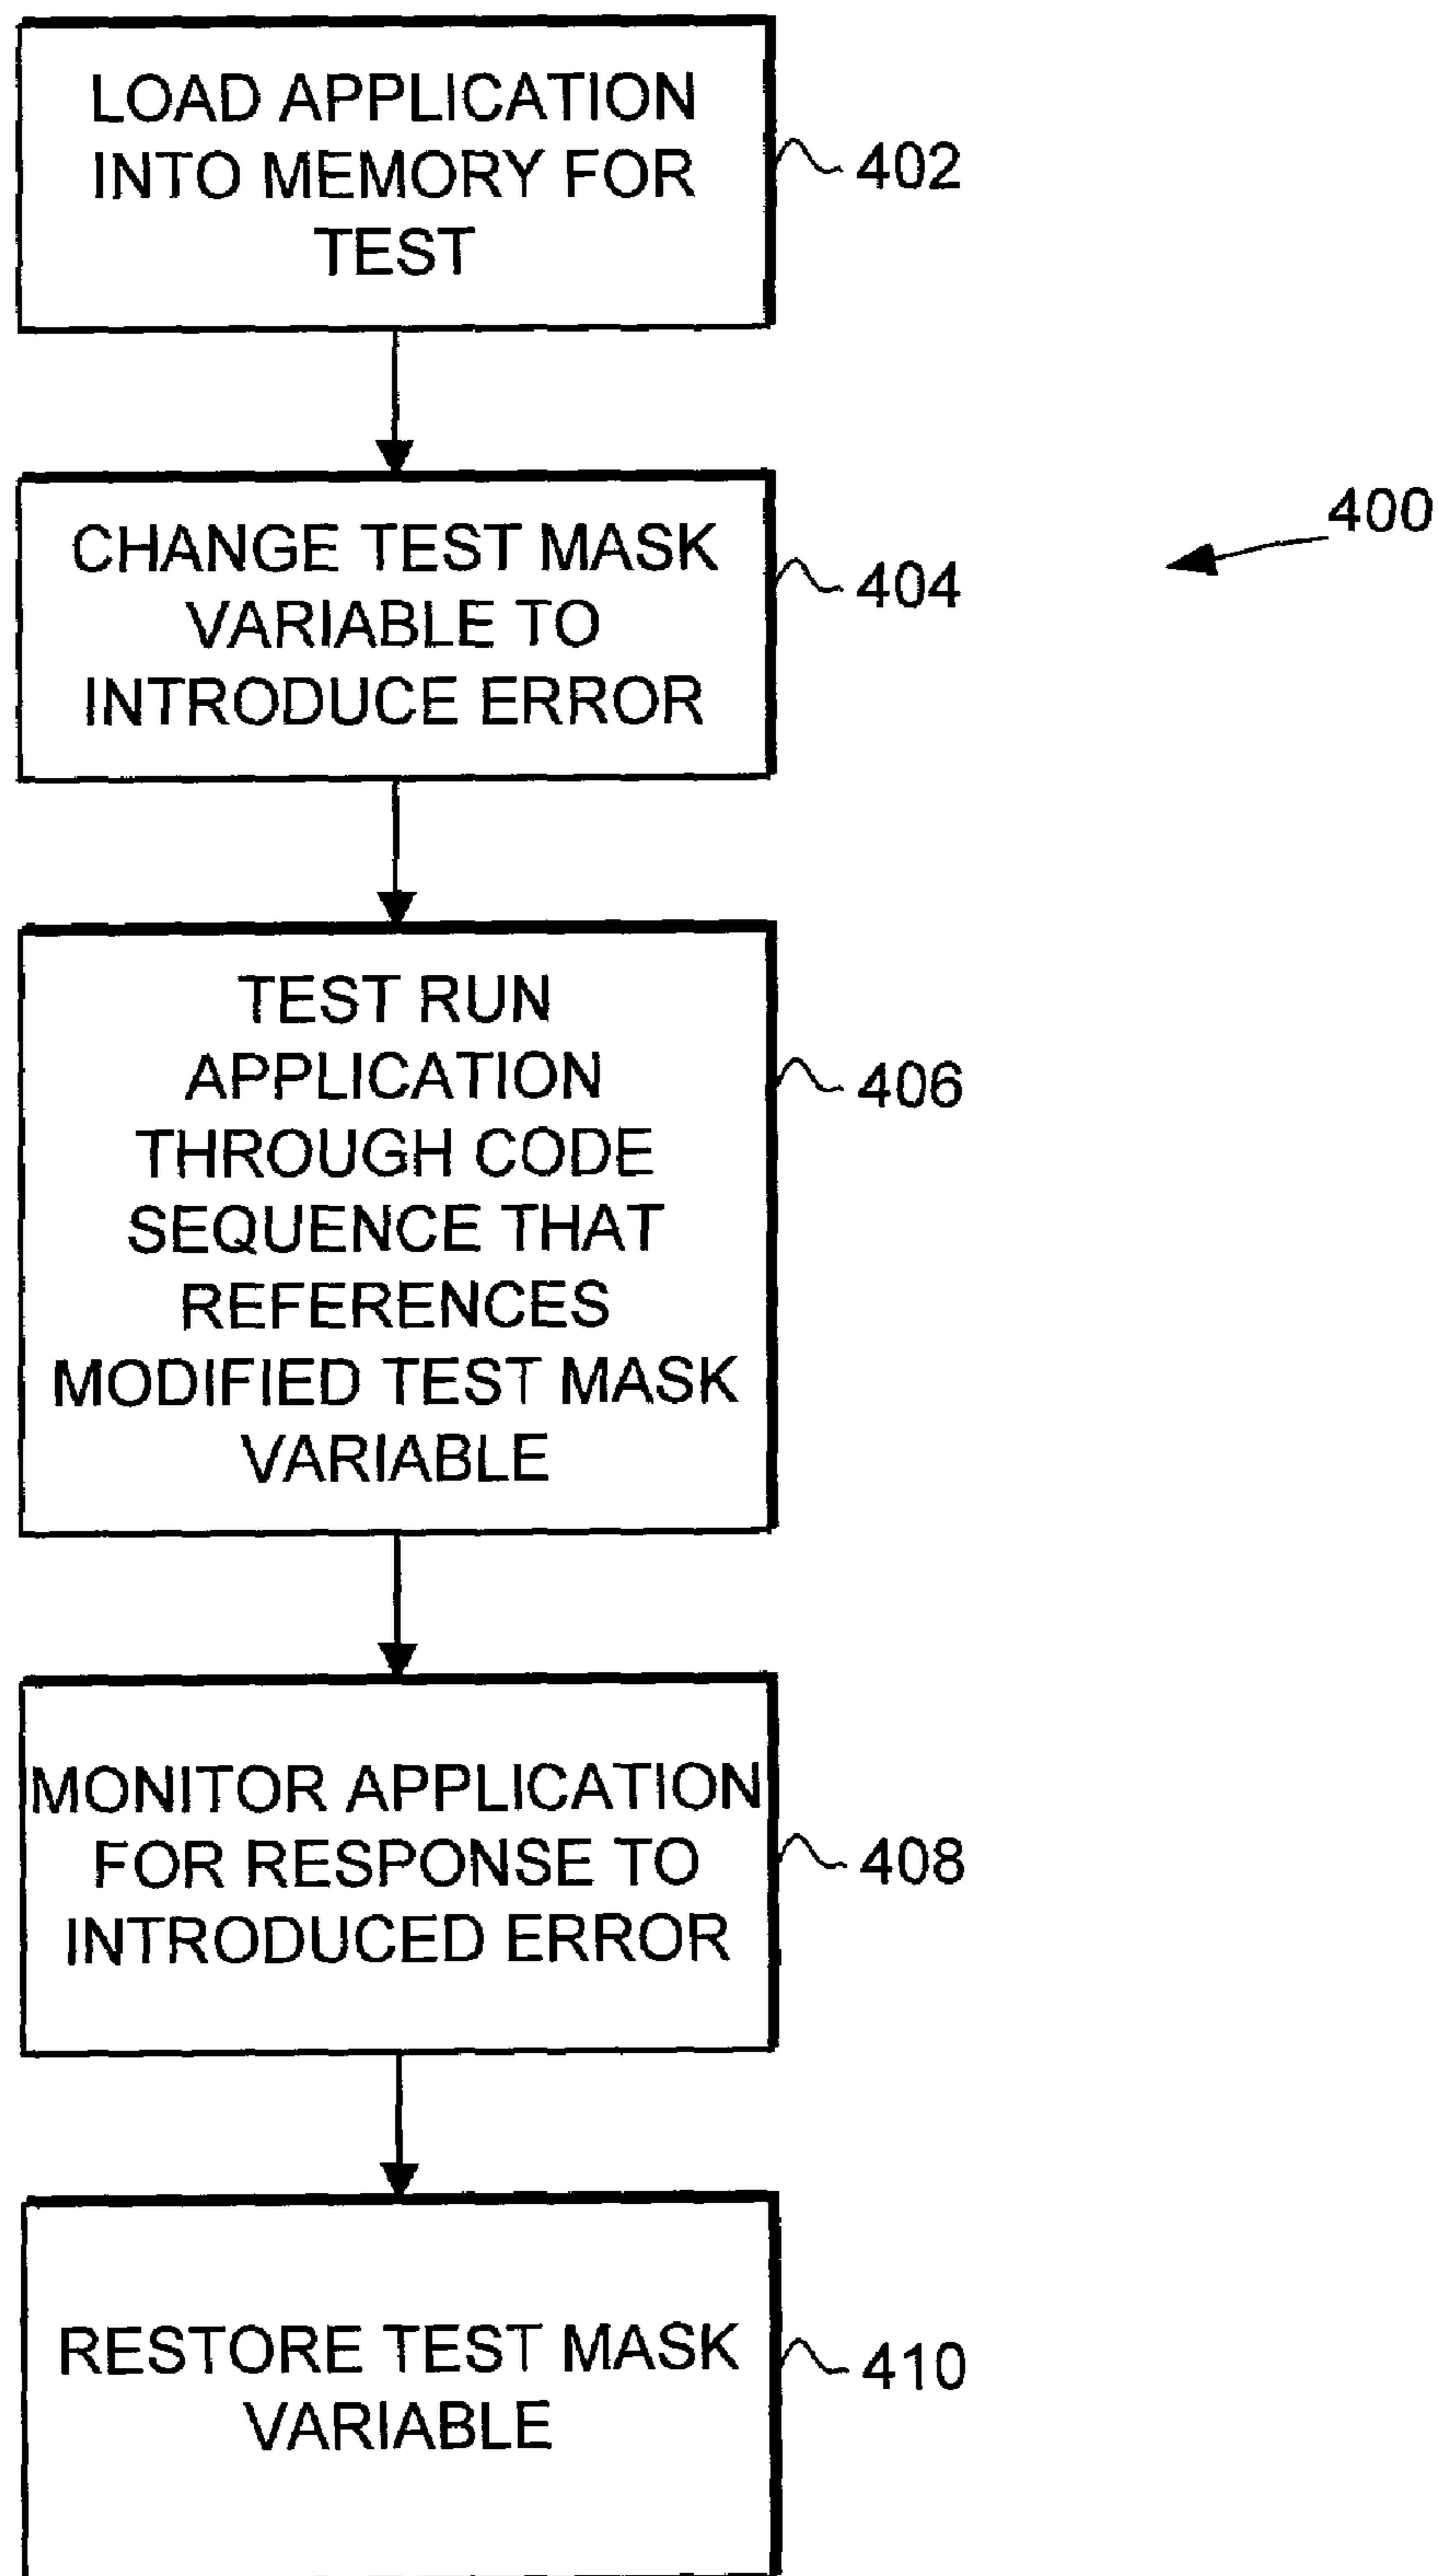 LOAD APPLICATION
INTO MEMORY FOR
TEST
402
CHANGE TEST MASK
VARIABLE TO
INTRODUCE ERROR
404
400
TEST RUN
APPLICATION
THROUGH CODE
SEQUENCE THAT
REFERENCES
MODIFIED TEST MASK
VARIABLE
406
MONITOR APPLICATION
FOR RESPONSE TO
INTRODUCED ERROR
408
RESTORE TEST MASK
VARIABLE
410